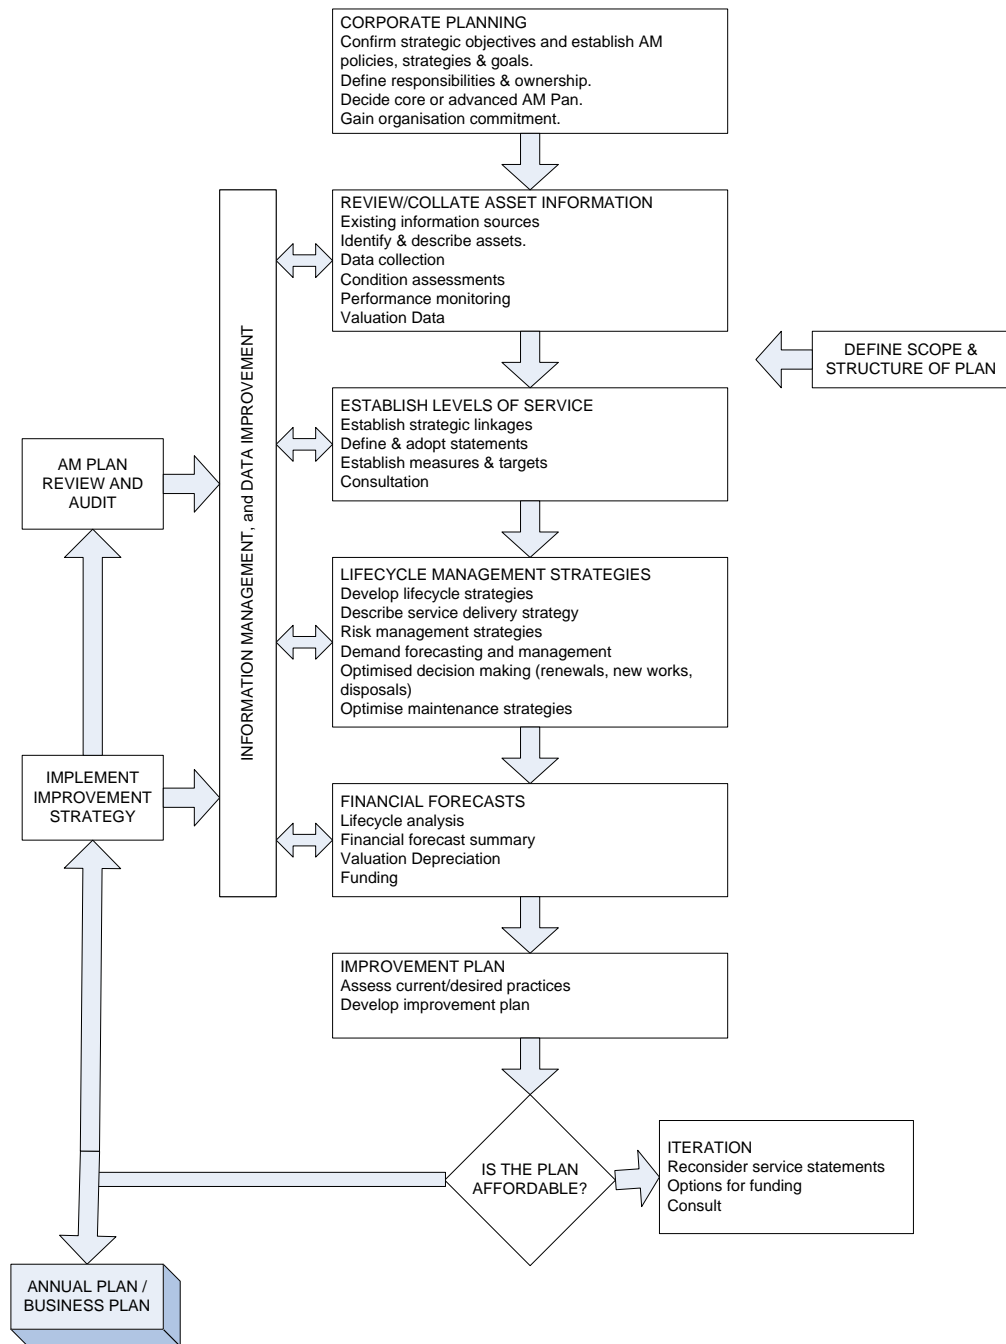 CORPORATE PLANNING
Confirm strategic objectives and establish AM
policies, strategies & goals.
Define responsibilities & ownership.
Decide core or advanced AM Pan.
Gain organisation commitment.
REVIEW/COLLATE ASSET INFORMATION
Existing information sources
Identify & describe assets.
Data collection
Condition assessments
Performance monitoring
Valuation Data
DEFINE SCOPE &
STRUCTURE OF PLAN
INFORMATION MANAGEMENT, and DATA IMPROVEMENT
ESTABLISH LEVELS OF SERVICE
Establish strategic linkages
Define & adopt statements
Establish measures & targets
Consultation
AM PLAN
REVIEW AND
AUDIT
LIFECYCLE MANAGEMENT STRATEGIES
Develop lifecycle strategies
Describe service delivery strategy
Risk management strategies
Demand forecasting and management
Optimised decision making (renewals, new works,
disposals)
Optimise maintenance strategies
IMPLEMENT
IMPROVEMENT
STRATEGY
FINANCIAL FORECASTS
Lifecycle analysis
Financial forecast summary
Valuation Depreciation
Funding
IMPROVEMENT PLAN
Assess current/desired practices
Develop improvement plan
IS THE PLAN
AFFORDABLE?
ITERATION
Reconsider service statements
Options for funding
Consult
ANNUAL PLAN /
BUSINESS PLAN